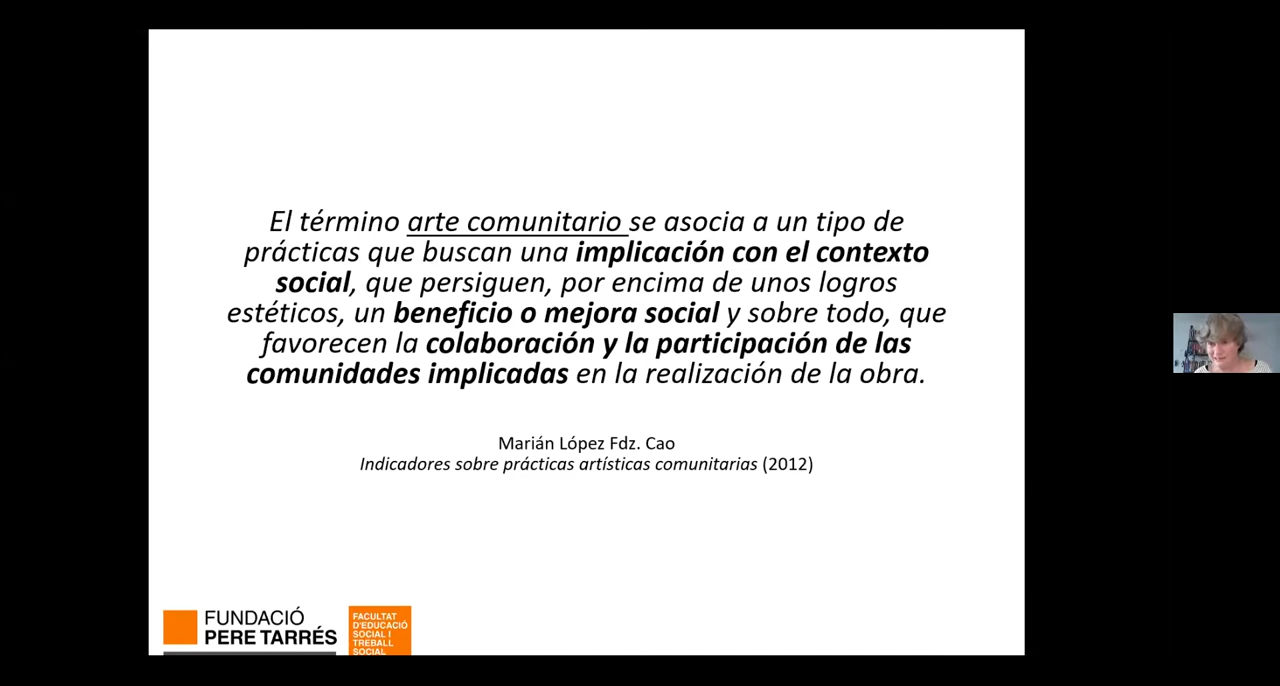 El término arte comunitario se asocia a un tipo de
prácticas que buscan una implicación con el contexto
social, que persiguen, por encima de unos logros
estéticos, un beneficio o mejora social y sobre todo, que
favorecen la colaboración y la participación de las
comunidades implicadas en la realización de la obra.
Marián López Fdz. Cao
Indicadores sobre prácticas artísticas comunitarias (2012)
FUNDACIÓ
PERE TARRÉS
FACULTAT
D'EDUCACIÓ
SOCIAL I
TREBALL
SOCIAL